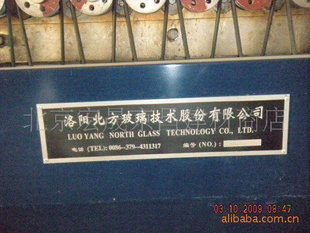 洛阳北方玻璃技术股份有限公司
LUO YANG NORTH GLASS TECHNOLOGY CO., LTD.
电话 (TEL): 0086-379-4311317 编号 (NO.):
03.10.2009 08:47
alibaba.com.cn